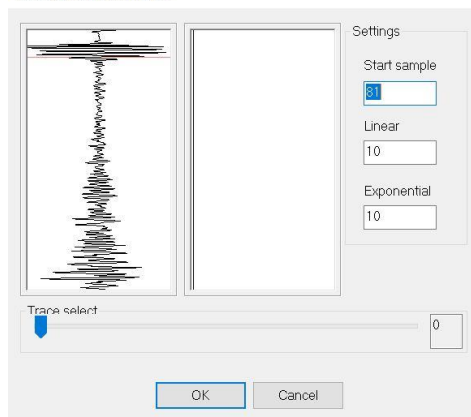 Settings
Start sample
81
Linear
10
Exponential
10
Trace select
0
OK
Cancel